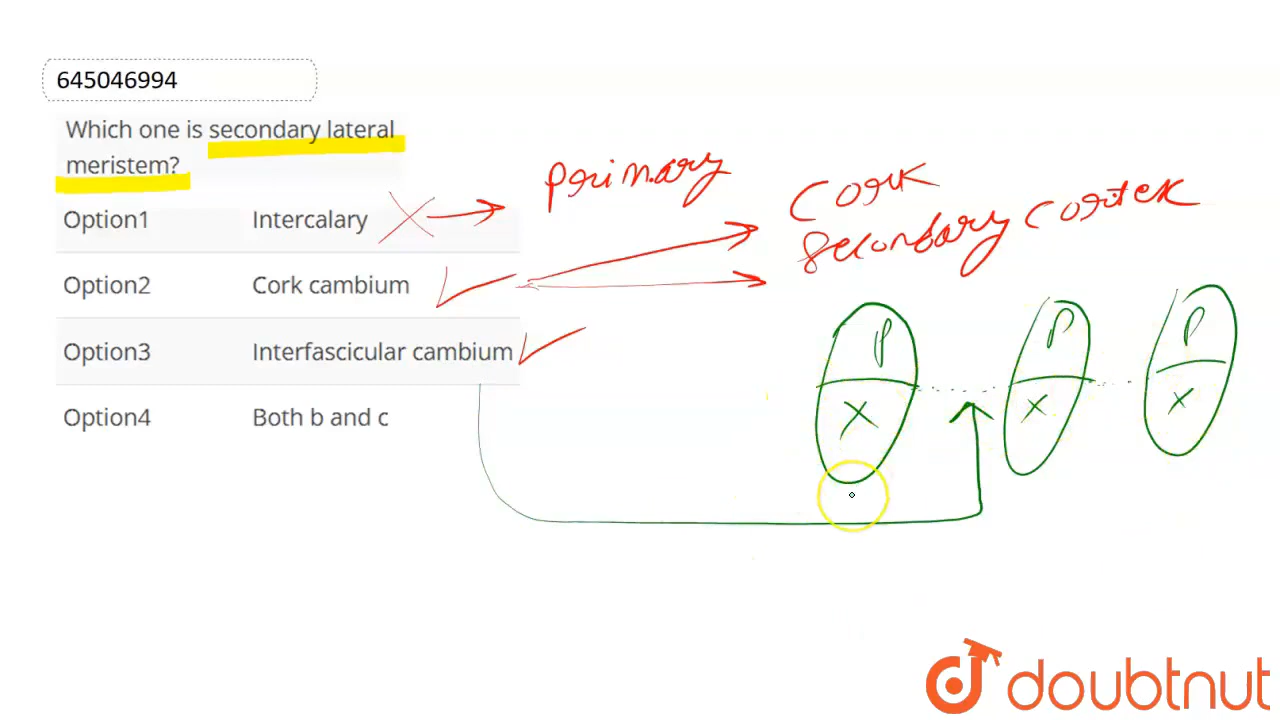 645046994
Which one is secondary lateral
meristem?
Option1 Intercalary
Option2 Cork cambium
Option3 Interfascicular cambium
Option4 Both b and c
Primary
Cork
Secondary cortex
P
X
P
X
P
X
doubtnut